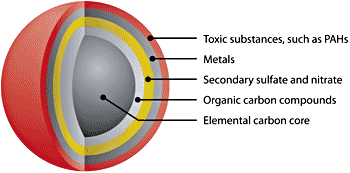 Toxic substances, such as PAHs
Metals
Secondary sulfate and nitrate
Organic carbon compounds
Elemental carbon core